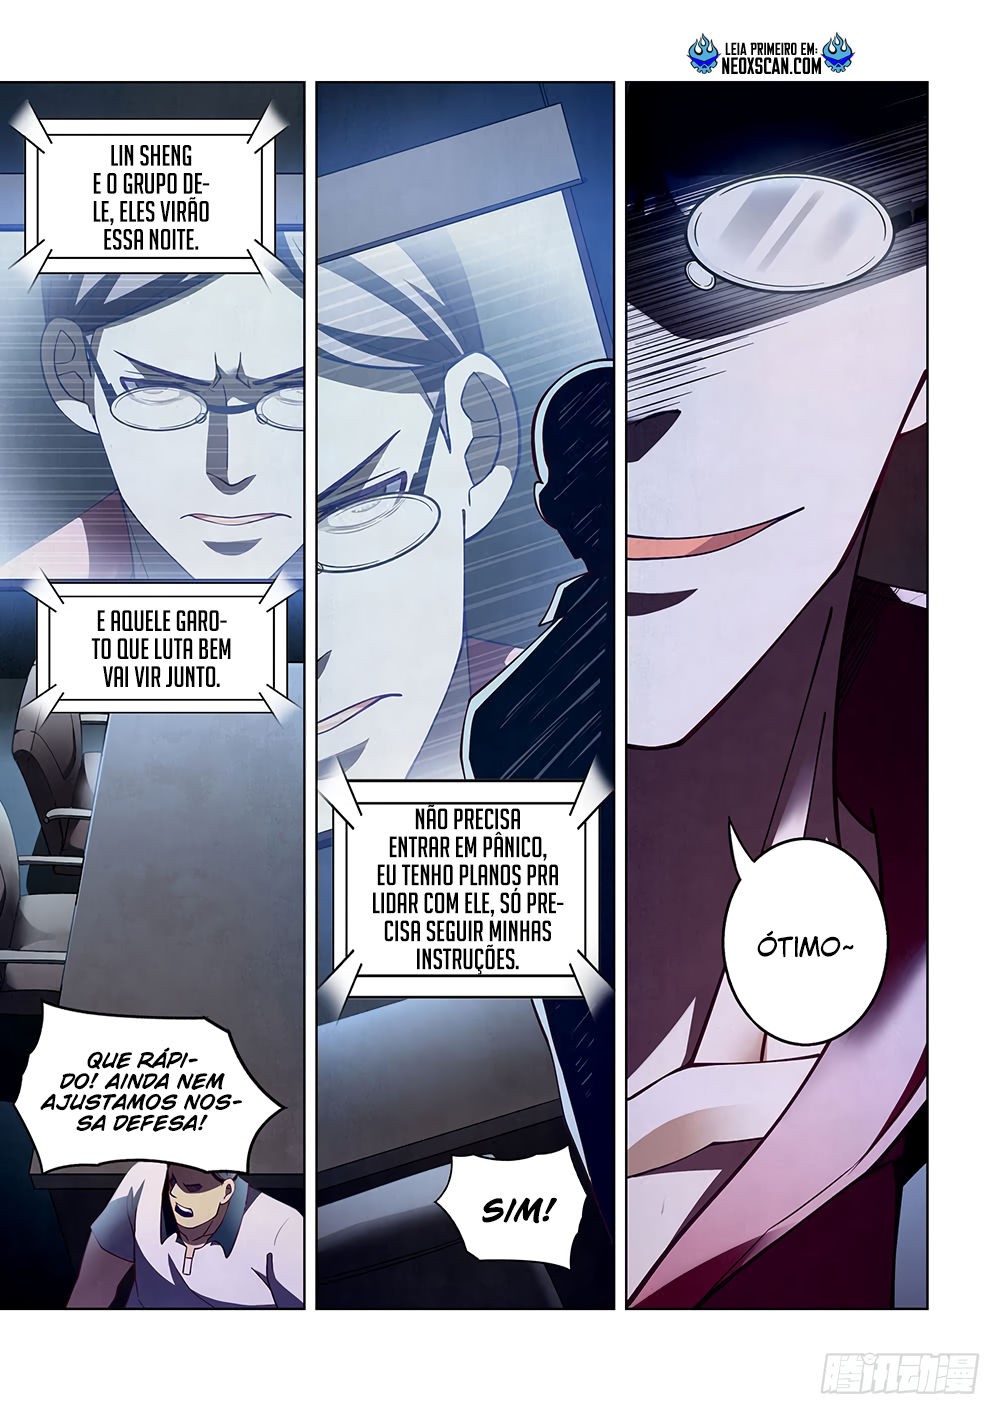 LEIA PRIMEIRO EM:
NEOXSCAN.COM
LIN SHENG
E O GRUPO DE-
LE, ELES VIRÃO
ESSA NOITE.
E AQUELE GARO-
TO QUE LUTA BEM
VAI VIR JUNTO.
QUE RÁPI-
DO! AINDA NEM
AJUSTAMOS NOS-
SA DEFESA!
NÃO PRECISA
ENTRAR EM PÂNICO,
EU TENHO PLANOS PRA
LIDAR COM ELE, SÓ PRE-
CISA SEGUIR MINHAS
INSTRUÇÕES.
SIM!
ÓTIMO~
腾讯动漫